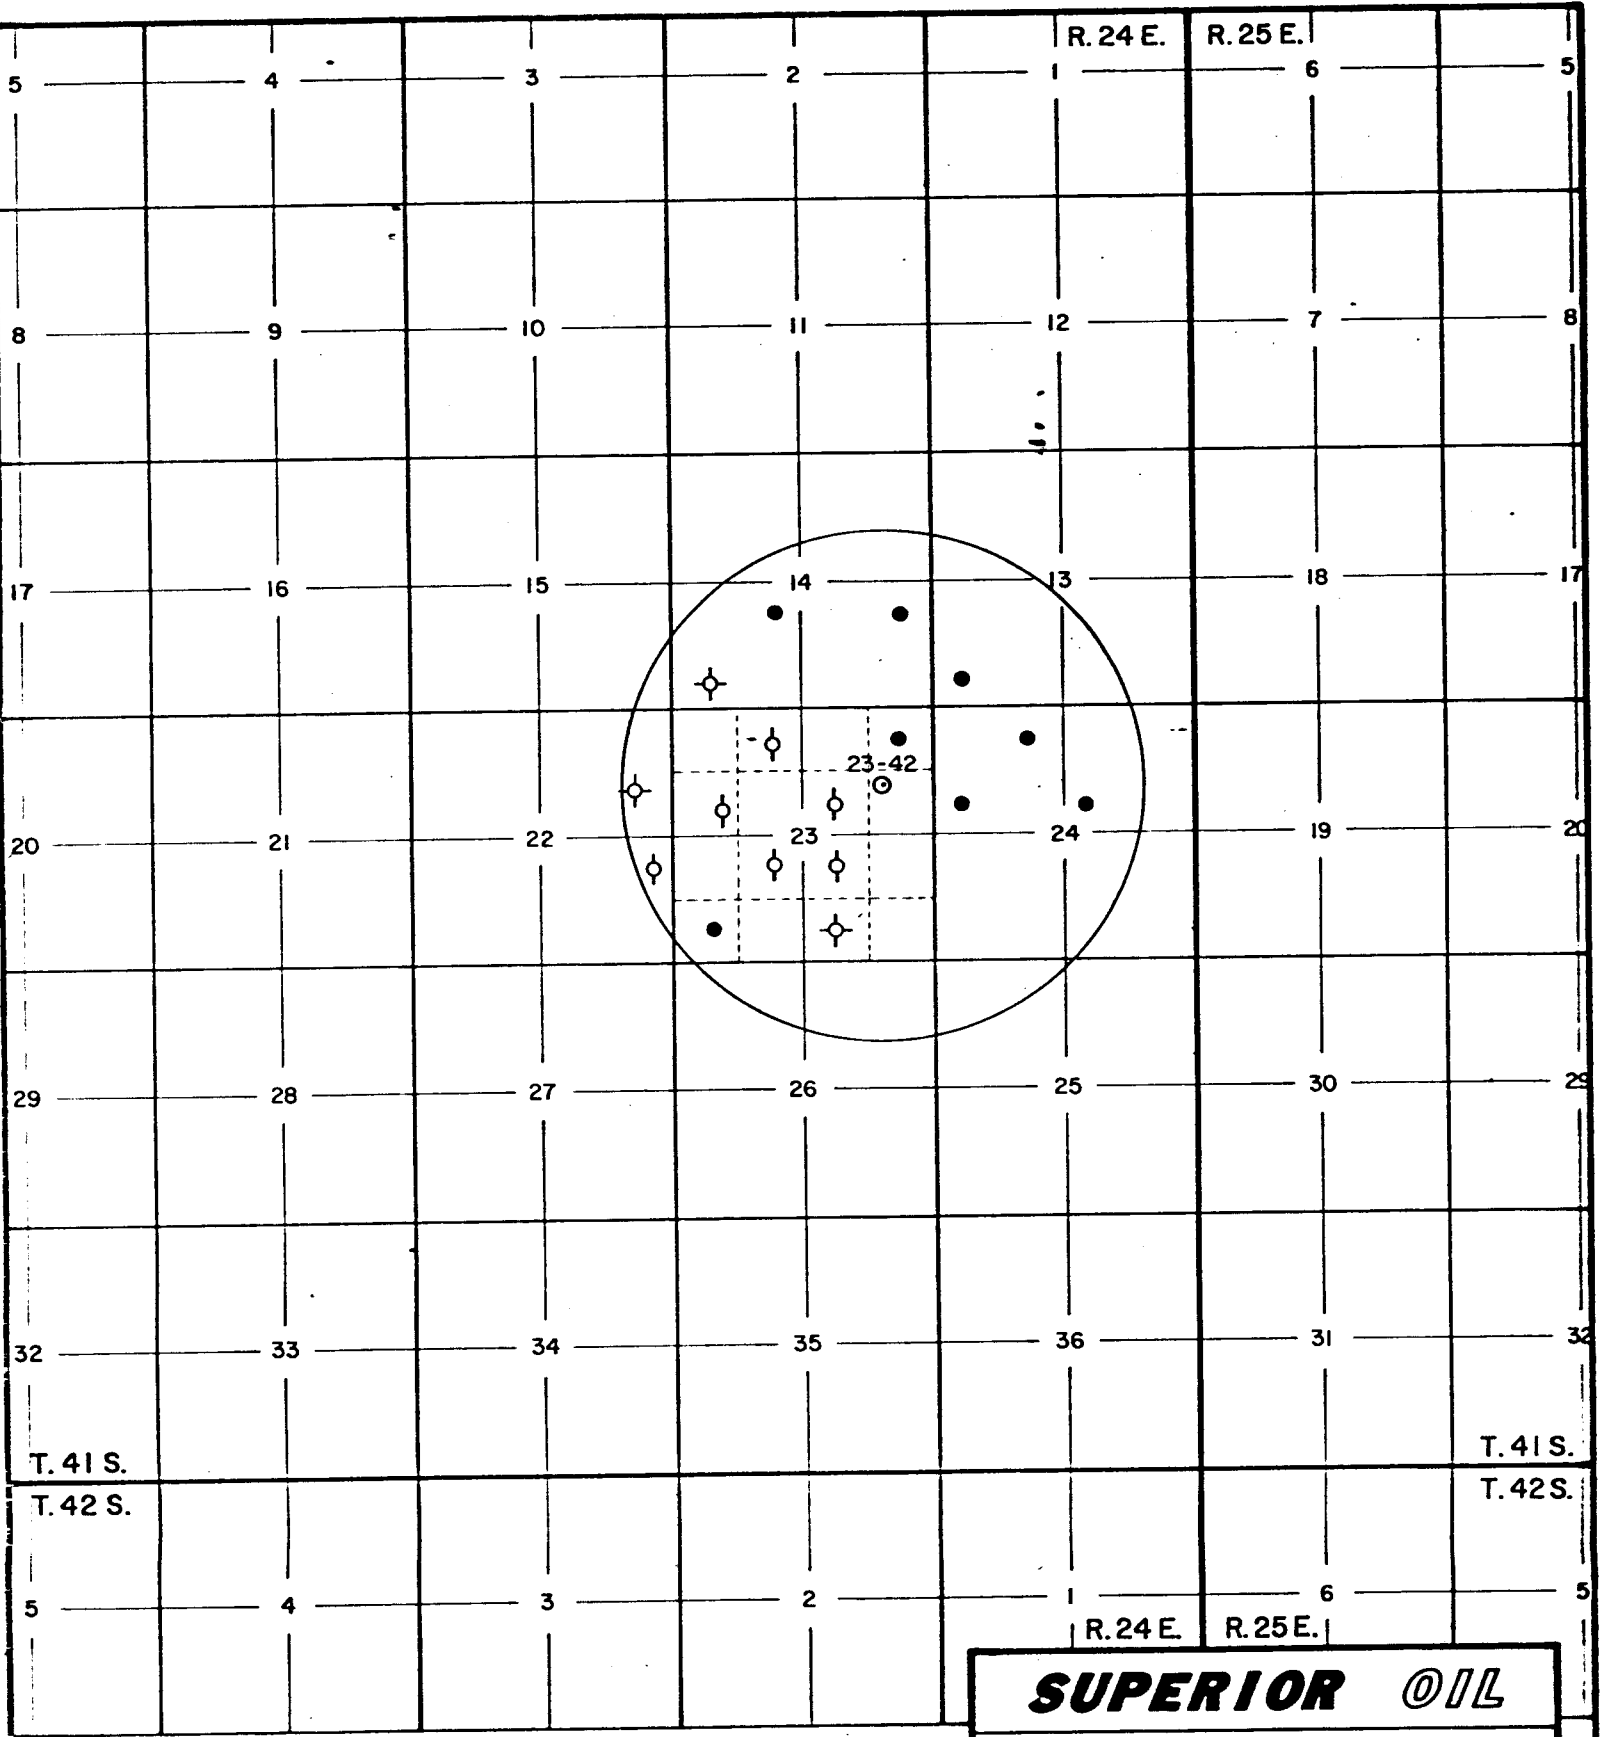 R. 24 E. R. 25 E.
5 4 3 2 1 6 5
8 9 10 11 12 7 8
17 16 15 14 13 18 17
23-42
20 21 22 23 24 19 20
29 28 27 26 25 30 29
32 33 34 35 36 31 32
T. 41 S. T. 41 S.
T. 42 S. T. 42 S.
5 4 3 2 1 6 5
R. 24 E. R. 25 E.
SUPERIOR OIL